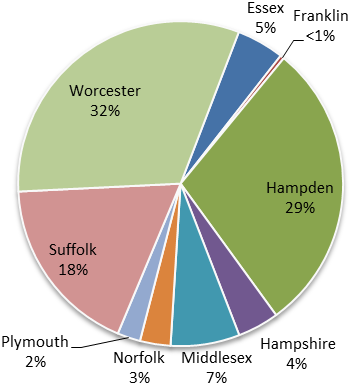 Essex
5%
Franklin
<1%
Hampden
29%
Hampshire
4%
Middlesex
7%
Norfolk
3%
Plymouth
2%
Suffolk
18%
Worcester
32%